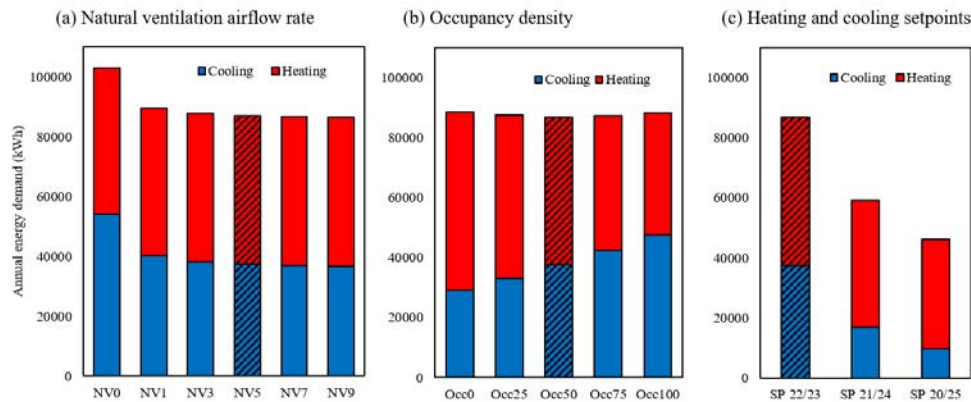 (a) Natural ventilation airflow rate
(b) Occupancy density
(c) Heating and cooling setpoints
Annual energy demand (kWh)
100000
80000
60000
40000
20000
0
Cooling Heating
NV0 NV1 NV3 NV5 NV7 NV9
100000
80000
60000
40000
20000
0
Cooling Heating
Occ0 Occ25 Occ50 Occ75 Occ100
100000
80000
60000
40000
20000
0
Cooling Heating
SP 22/23 SP 21/24 SP 20/25